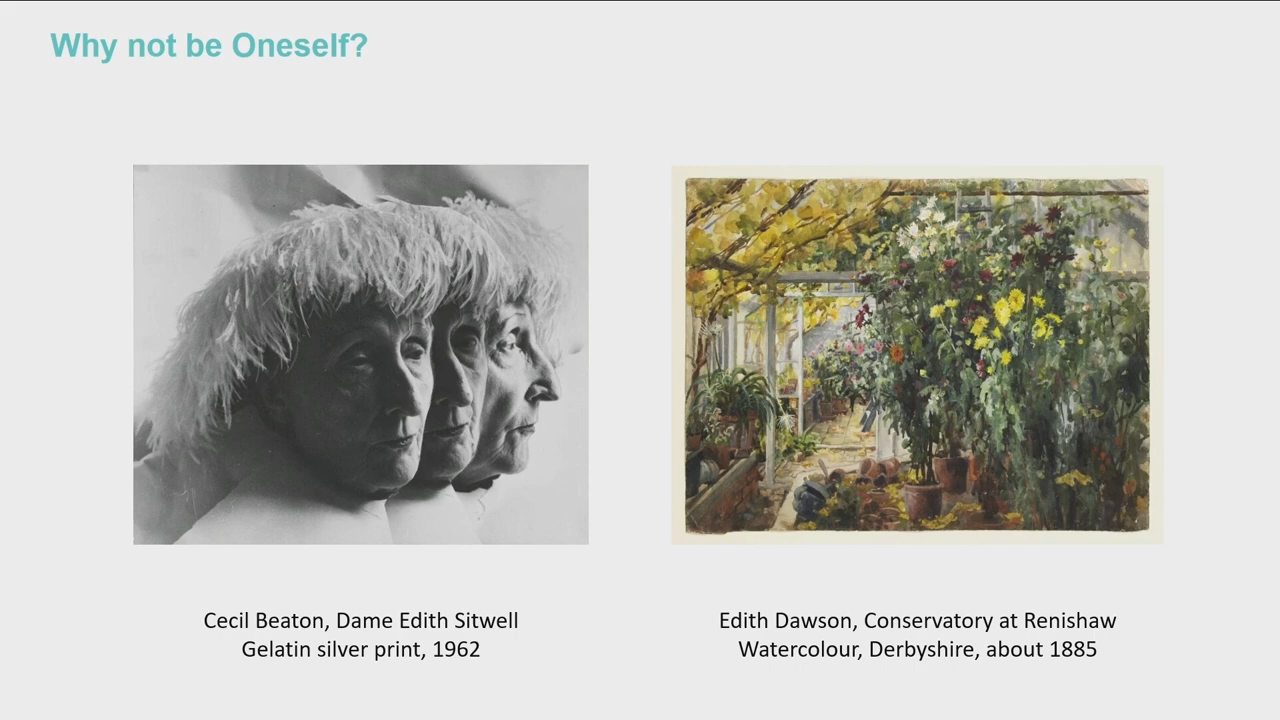 Why not be Oneself?
Cecil Beaton, Dame Edith Sitwell
Gelatin silver print, 1962
Edith Dawson, Conservatory at Renishaw
Watercolour, Derbyshire, about 1885